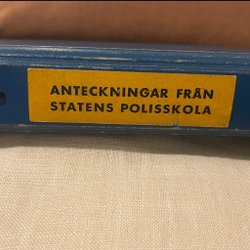 ANTECKNINGAR FRÅN
STATENS POLISSKOLA